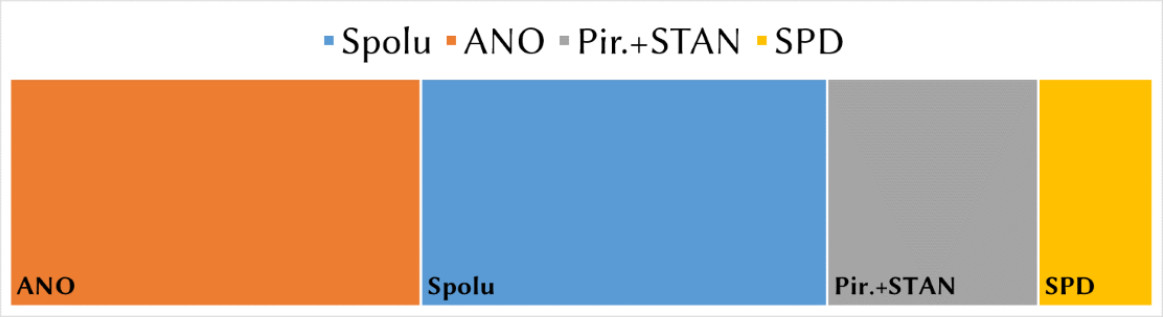 Spolu ANO Pir.+STAN SPD
ANO Spolu Pir.+STAN SPD